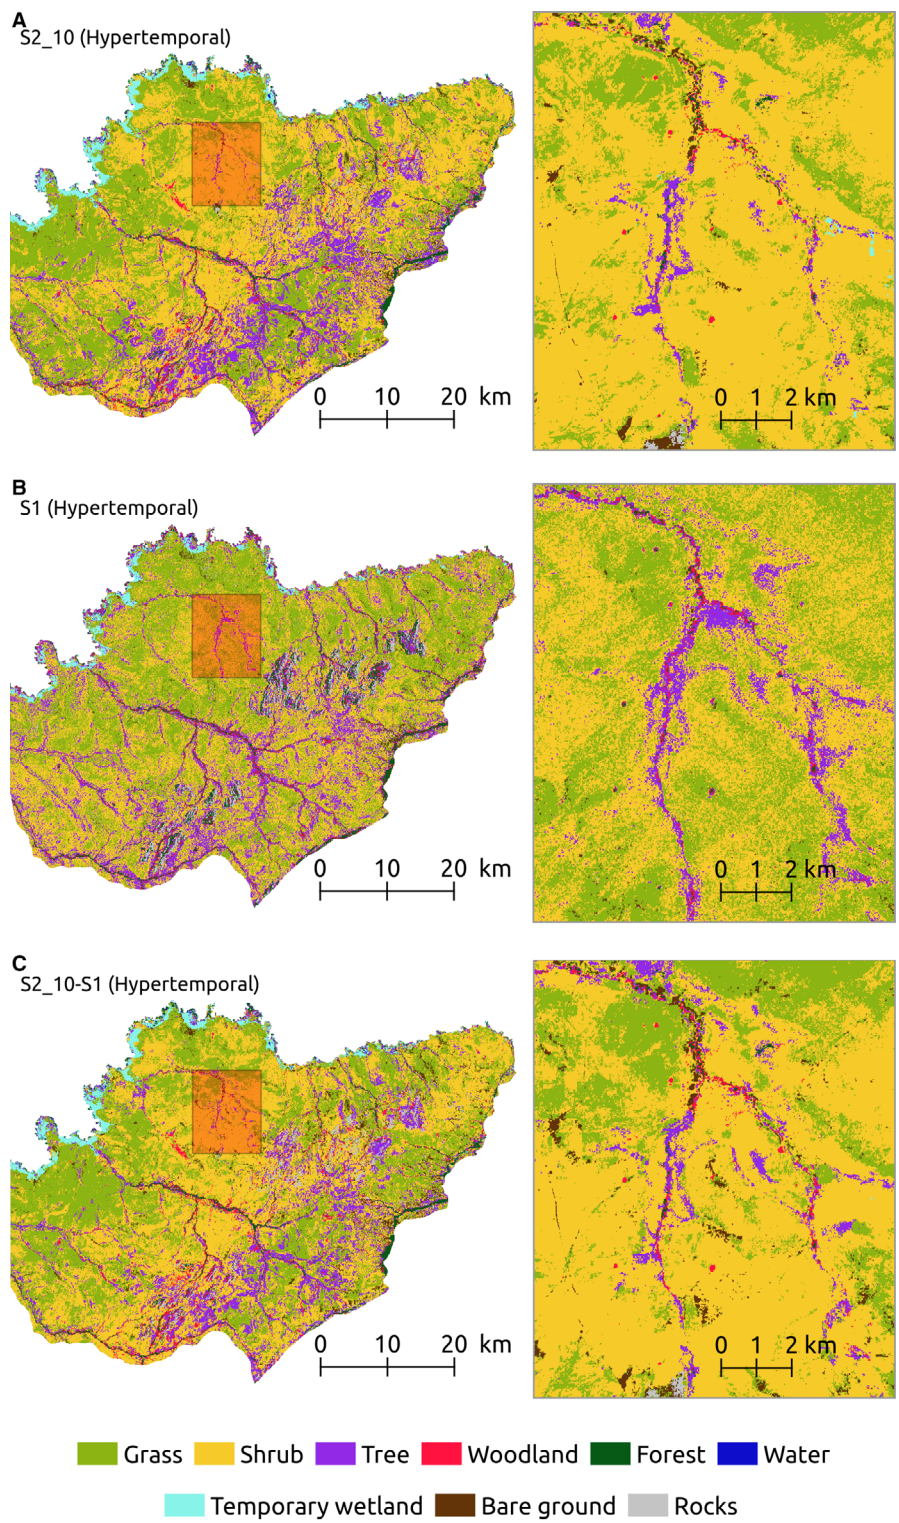 A
S2_10 (Hypertemporal)
0 10 20 km
0 1 2 km
B
S1 (Hypertemporal)
0 10 20 km
0 1 2 km
C
S2_10-S1 (Hypertemporal)
0 10 20 km
0 1 2 km
Grass Shrub Tree Woodland Forest Water
Temporary wetland Bare ground Rocks